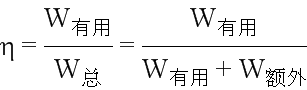 η = W有用 / W总 = W有用 / (W有用 + W额外)